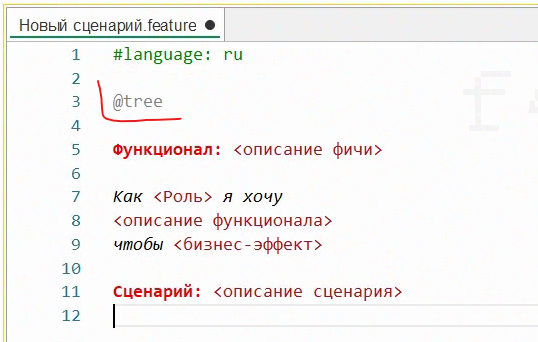 Новый сценарий.feature
1 #language: ru
2
3 @tree
4
5 Функционал: <описание фичи>
6
7 Как <Роль> я хочу
8 <описание функционала>
9 чтобы <бизнес-эффект>
10
11 Сценарий: <описание сценария>
12